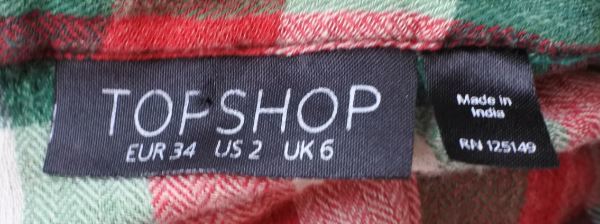 TOPSHOP
EUR 34 US 2 UK 6
Made in
India
RN 125149